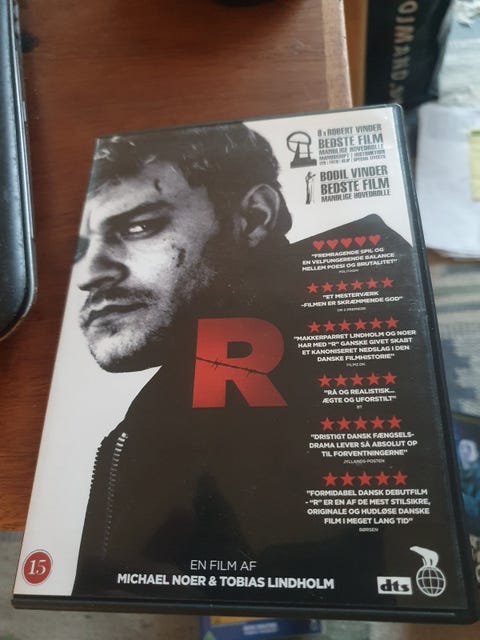 8 x ROBERT VINDER
BEDSTE FILM
MANDLIGE HOVEDROLLE
BODIL VINDER
BEDSTE FILM
MANDLIGE HOVEDROLLE
"FREMRAGENDE SPIL OG
EN VELFUNGERENDE BALANCE
MELLEM POESI OG BRUTALITET"
POLITIKEN
"ET MESTERVÆRK
-FILMEN ER SKRÆMMENDE GOD"
"MAKKERPARRET LINDHOLM OG NOER
HAR MED "R" GANSKE GIVET SKABT
ET KANONISERET NEDSLAG I DEN
DANSKE FILMHISTORIE"
FILMZ.DK
R
"RÅ OG REALISTISK...
ÆGTE OG UFORSTILT"
BT
"DRISTIGT DANSK FÆNGSELS-
DRAMA LEVER SÅ ABSOLUT OP
TIL FORVENTNINGERNE"
JYLLANDS-POSTEN
"FORMIDABEL DANSK DEBUTFILM
- "R" ER EN AF DE MEST STILSIKRE,
ORIGINALE OG HUDLØSE DANSKE
FILM I MEGET LANG TID"
BØRSEN
15
EN FILM AF
MICHAEL NOER & TOBIAS LINDHOLM
dts